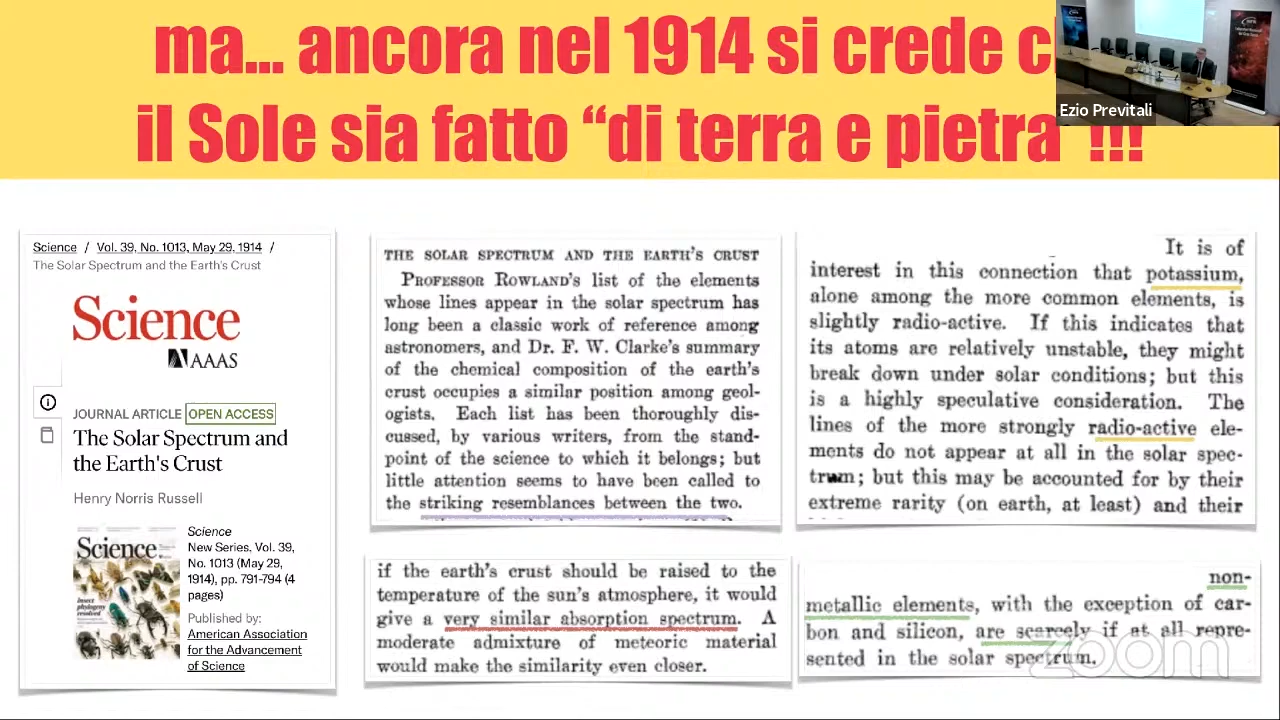 ma... ancora nel 1914 si crede
il Sole sia fatto “di terra e pietra”!!!
Ezio Previtali
Science / Vol. 39, No. 1013, May 29, 1914 /
The Solar Spectrum and the Earth's Crust
Science
AAAS
JOURNAL ARTICLE OPEN ACCESS
The Solar Spectrum and
the Earth's Crust
Henry Norris Russell
Science
insect
phylogeny
resolved
Science
New Series, Vol. 39,
No. 1013 (May 29,
1914), pp. 791-794 (4
pages)
Published by:
American Association
for the Advancement
of Science
THE SOLAR SPECTRUM AND THE EARTH'S CRUST
PROFESSOR ROWLAND'S list of the elements
whose lines appear in the solar spectrum has
long been a classic work of reference among
astronomers, and Dr. F. W. Clarke's summary
of the chemical composition of the earth's
crust occupies a similar position among geol-
ogists. Each list has been thoroughly dis-
cussed, by various writers, from the stand-
point of the science to which it belongs; but
little attention seems to have been called to
the striking resemblances between the two.
if the earth's crust should be raised to the
temperature of the sun's atmosphere, it would
give a very similar absorption spectrum. A
moderate admixture of meteoric material
would make the similarity even closer.
It is of
interest in this connection that potassium,
alone among the more common elements, is
slightly radio-active. If this indicates that
its atoms are relatively unstable, they might
break down under solar conditions; but this
is a highly speculative consideration. The
lines of the more strongly radio-active ele-
ments do not appear at all in the solar spec-
trum; but this may be accounted for by their
extreme rarity (on earth, at least) and their
non-
metallic elements, with the exception of car-
bon and silicon, are scarcely if at all repre-
sented in the solar spectrum.
zoom